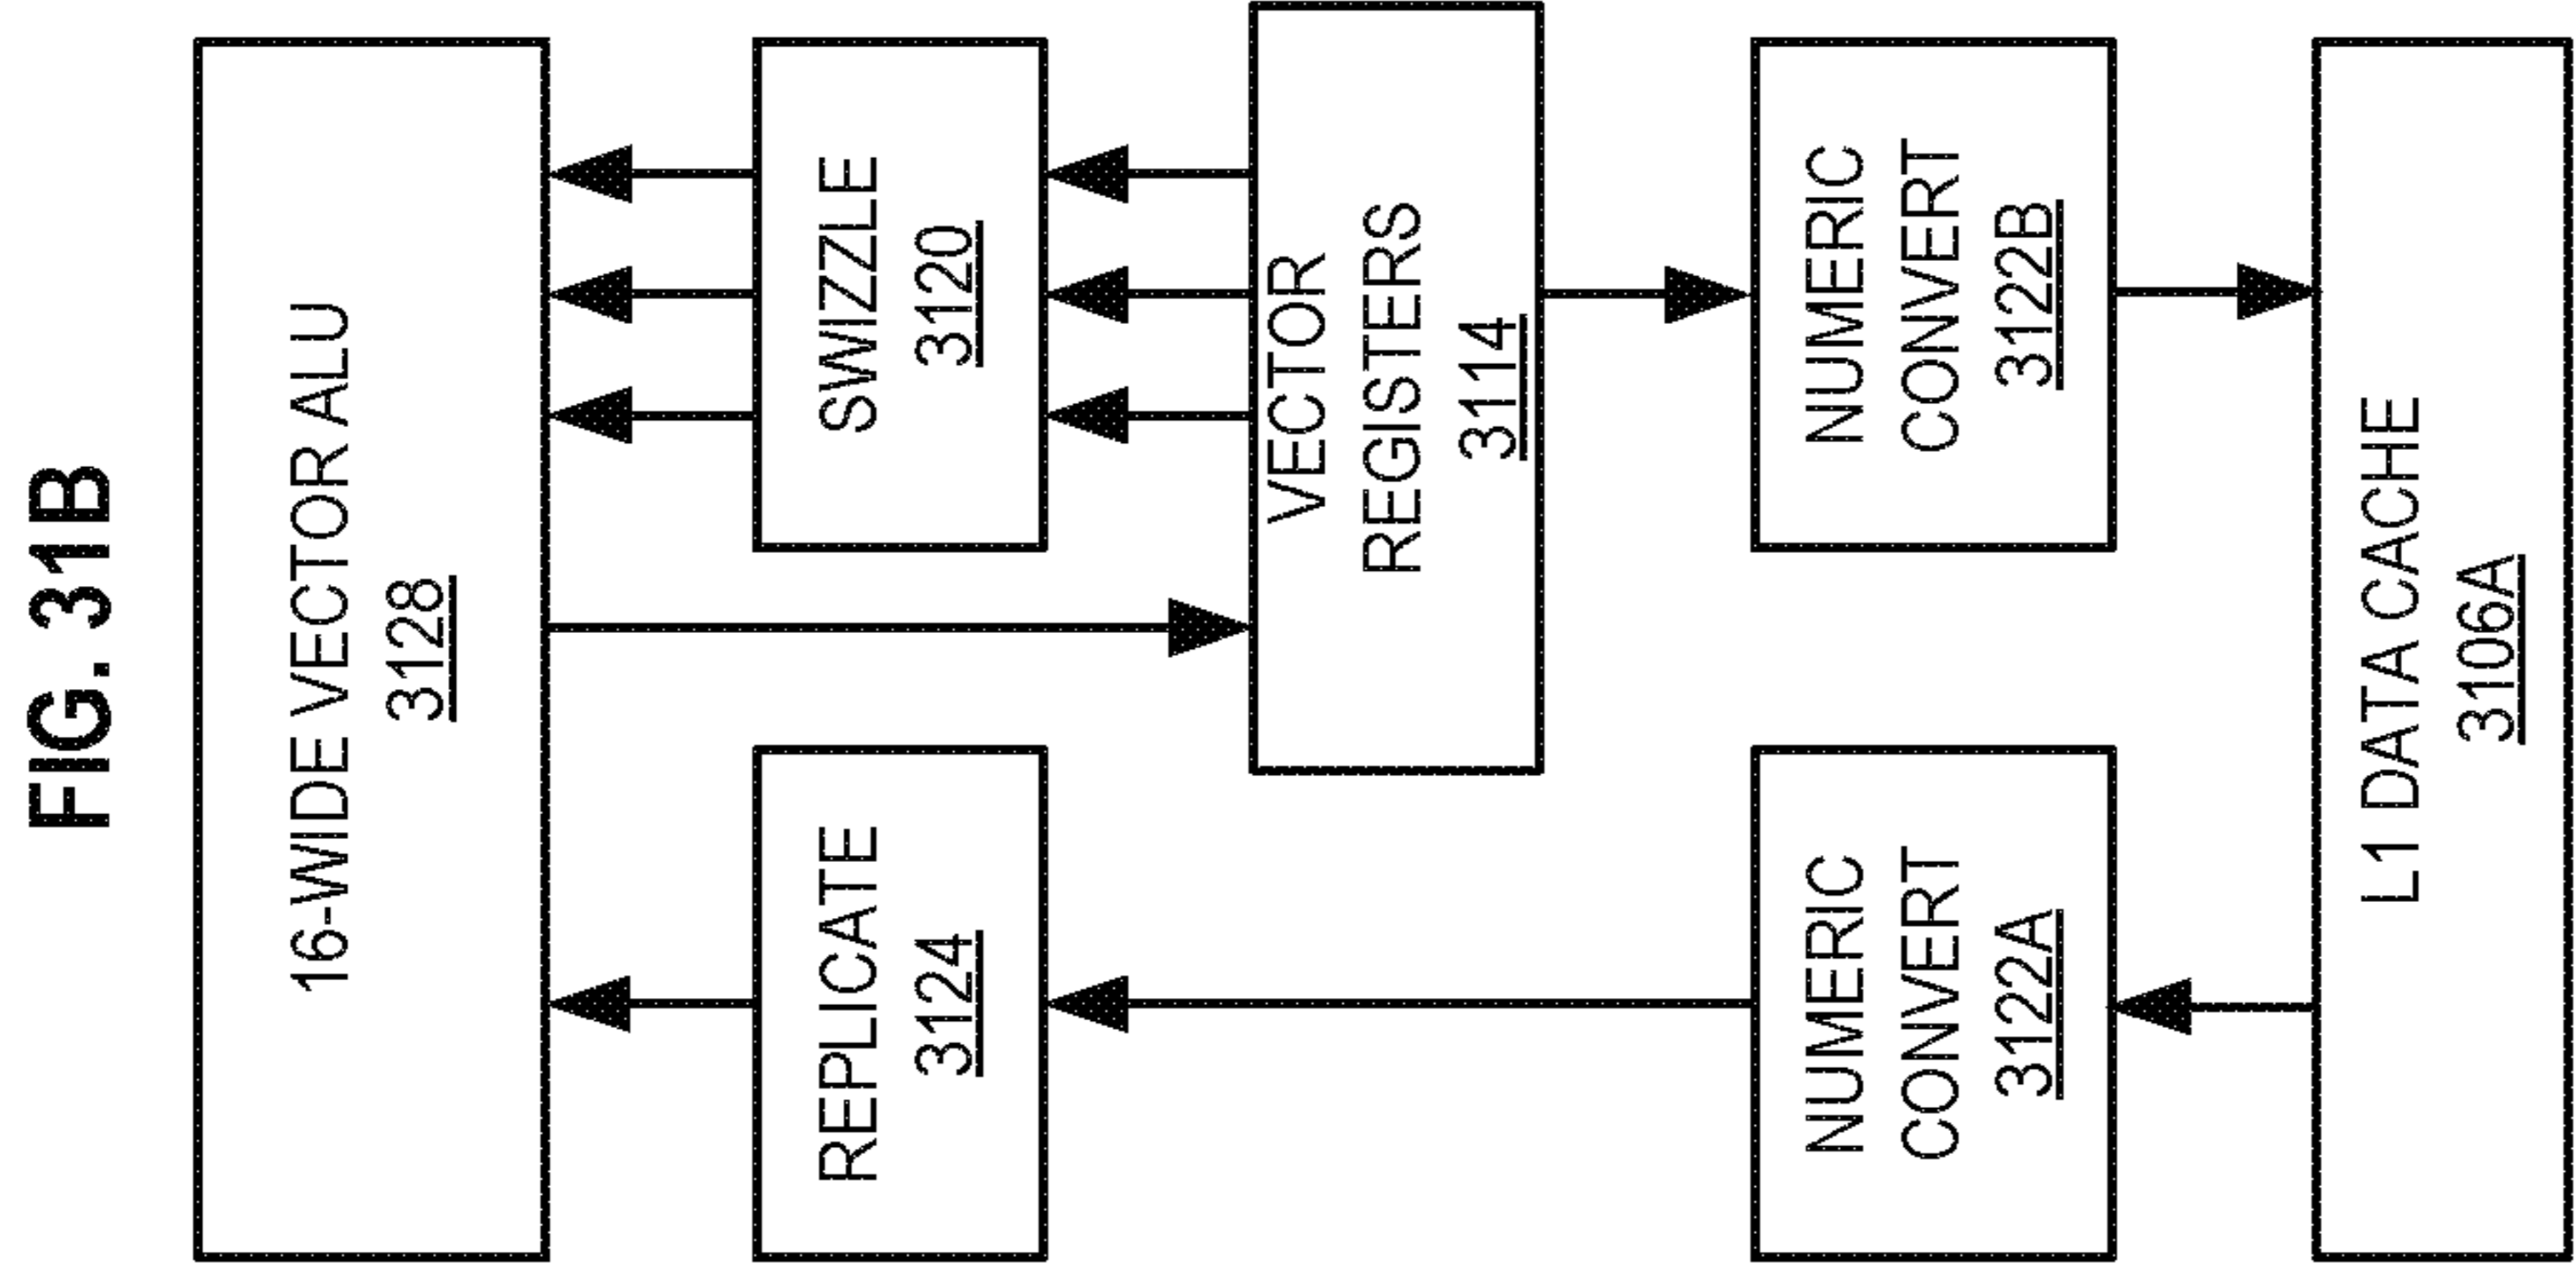 FIG. 31B
16-WIDE VECTOR ALU
3128
REPLICATE
3124
SWIZZLE
3120
VECTOR
REGISTERS
3114
NUMERIC
CONVERT
3122A
NUMERIC
CONVERT
3122B
L1 DATA CACHE
3106A